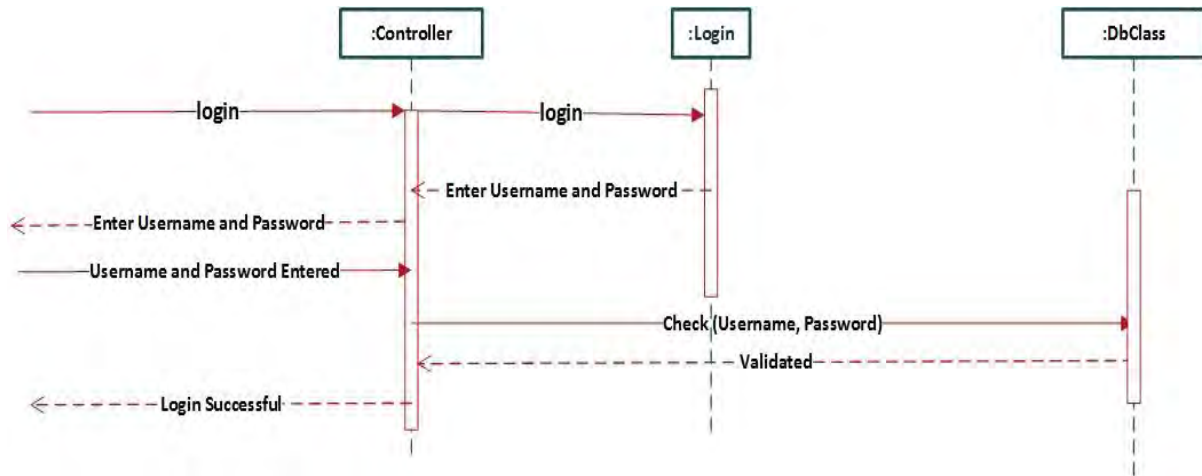 :Controller
:Login
:DbClass
login
login
Enter Username and Password
Enter Username and Password
Username and Password Entered
Check (Username, Password)
Validated
Login Successful